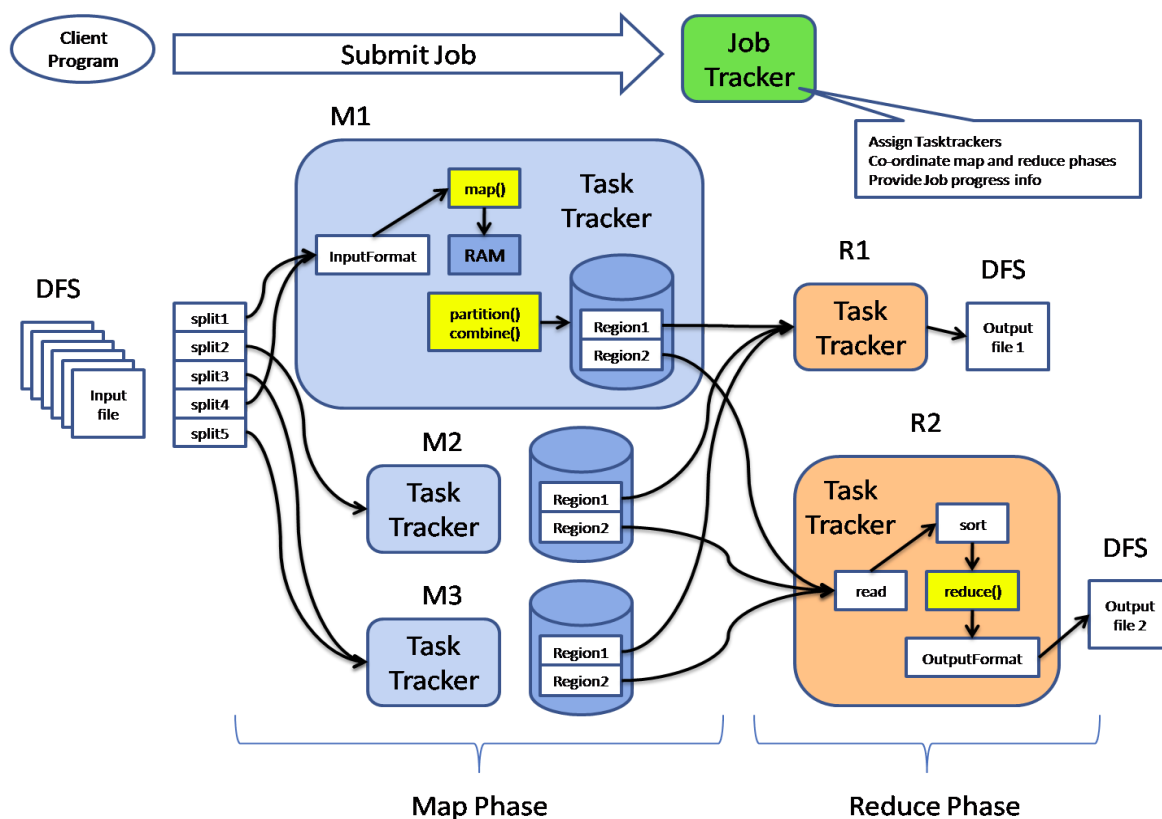 Client
Program
Submit Job
Job
Tracker
Assign Tasktrackers
Co-ordinate map and reduce phases
Provide Job progress info
M1
Task
Tracker
map()
InputFormat
RAM
partition()
combine()
Region1
Region2
DFS
Input
file
split1
split2
split3
split4
split5
M2
Task
Tracker
Region1
Region2
M3
Task
Tracker
Region1
Region2
R1
Task
Tracker
DFS
Output
file 1
R2
Task
Tracker
sort
read
reduce()
OutputFormat
DFS
Output
file 2
Map Phase
Reduce Phase